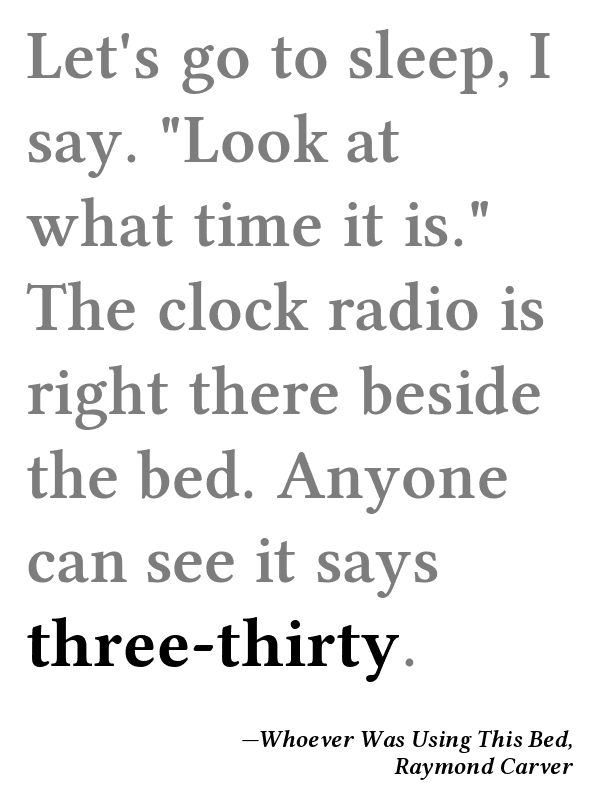 Let's go to sleep, I
say. "Look at
what time it is."
The clock radio is
right there beside
the bed. Anyone
can see it says
three-thirty.
—Whoever Was Using This Bed,
Raymond Carver